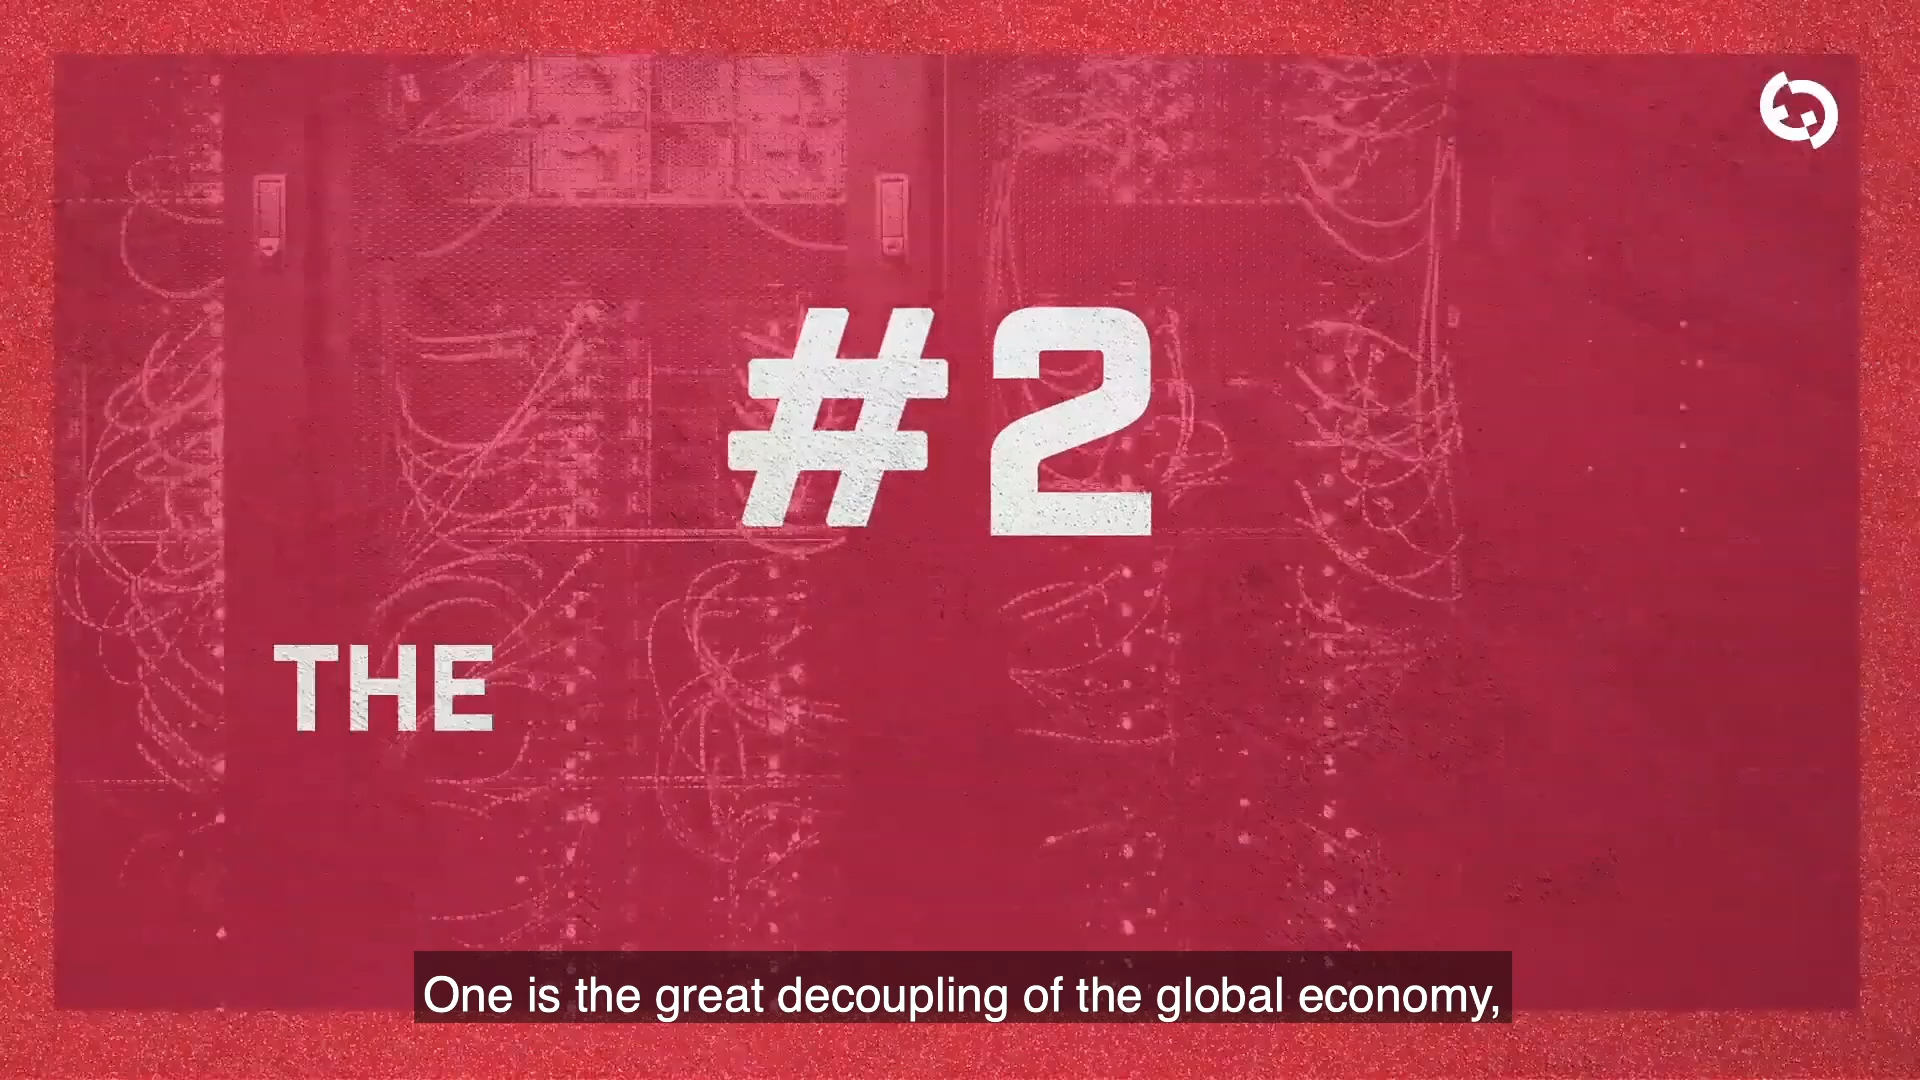 #2
THE
One is the great decoupling of the global economy,